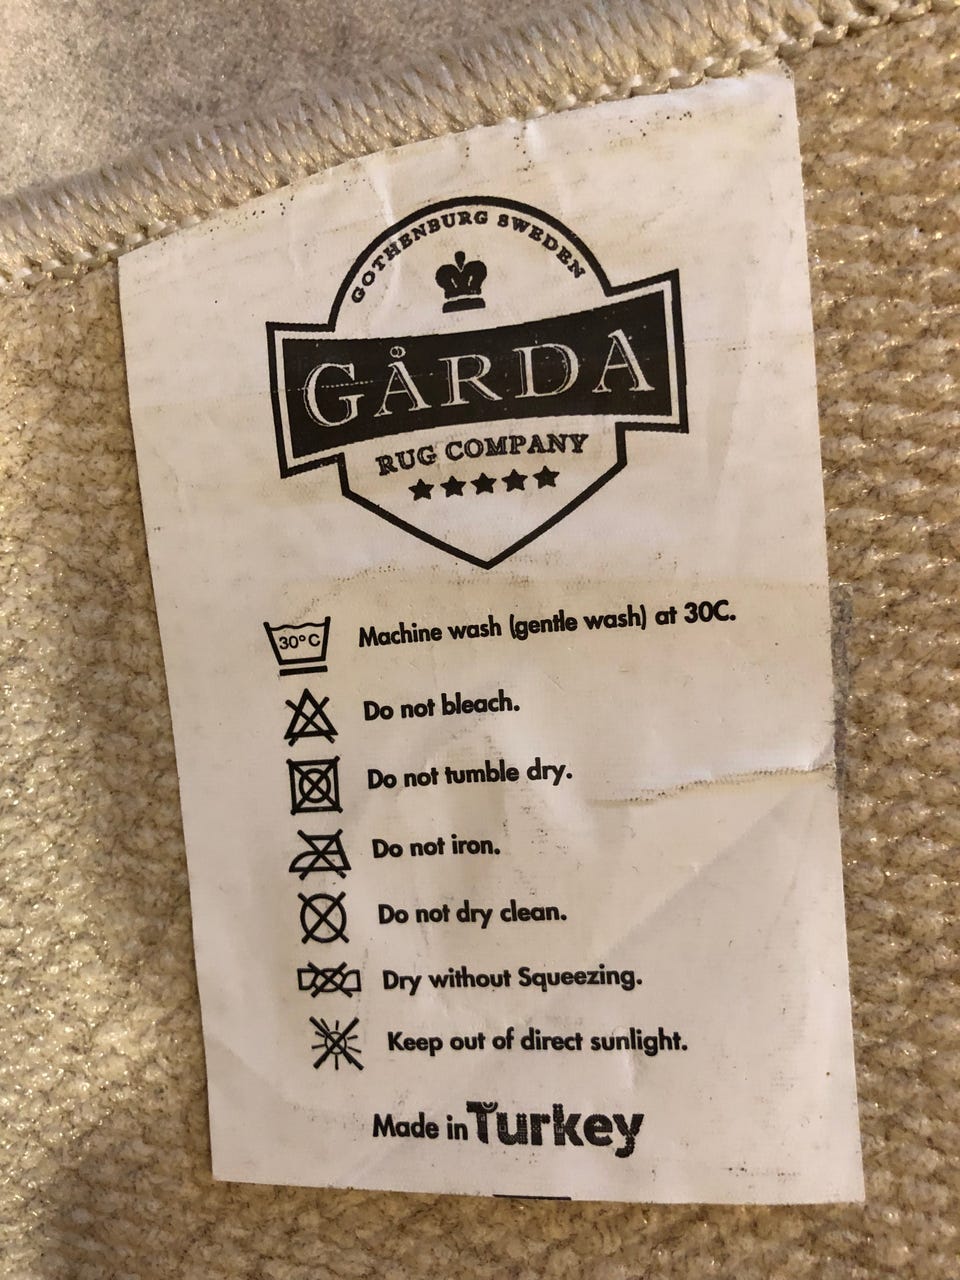 GOTHENBURG SWEDEN
GÅRDA
RUG COMPANY
30°C Machine wash (gentle wash) at 30C.
Do not bleach.
Do not tumble dry.
Do not iron.
Do not dry clean.
Dry without Squeezing.
Keep out of direct sunlight.
Made in Turkey